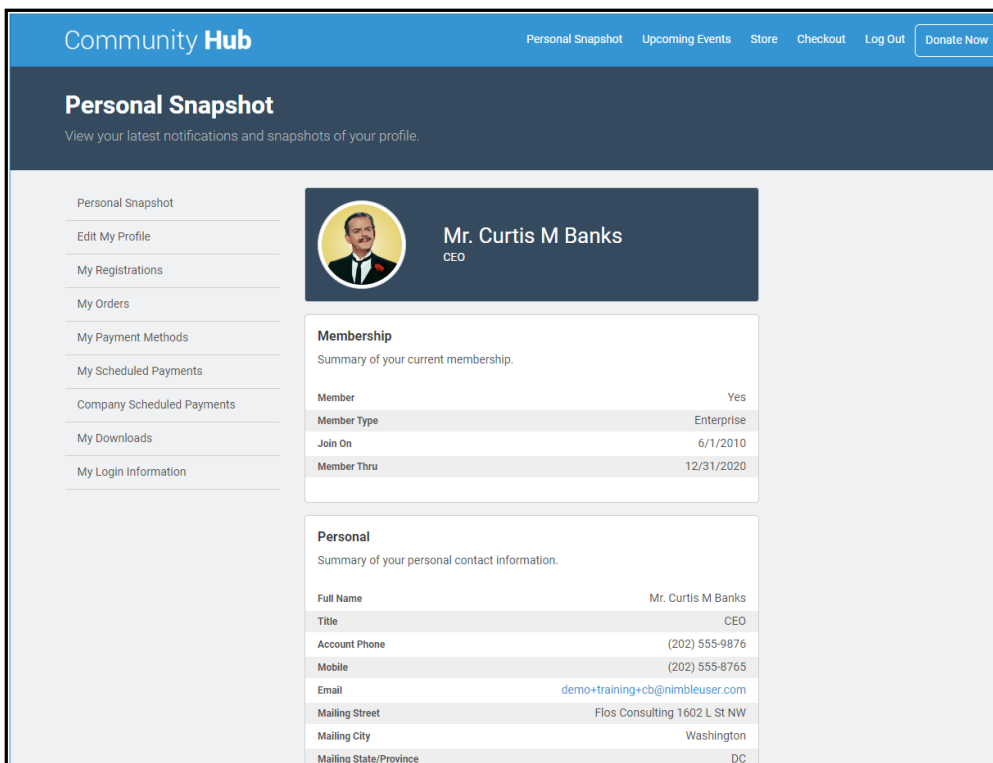 Community Hub
Personal Snapshot Upcoming Events Store Checkout Log Out Donate Now
Personal Snapshot
View your latest notifications and snapshots of your profile.
Personal Snapshot
Edit My Profile
My Registrations
My Orders
My Payment Methods
My Scheduled Payments
Company Scheduled Payments
My Downloads
My Login Information
Mr. Curtis M Banks
CEO
Membership
Summary of your current membership.
Member Yes
Member Type Enterprise
Join On 6/1/2010
Member Thru 12/31/2020
Personal
Summary of your personal contact information.
Full Name Mr. Curtis M Banks
Title CEO
Account Phone (202) 555-9876
Mobile (202) 555-8765
Email demo+training+cb@nimbleuser.com
Mailing Street Flos Consulting 1602 L St NW
Mailing City Washington
Mailing State/Province DC